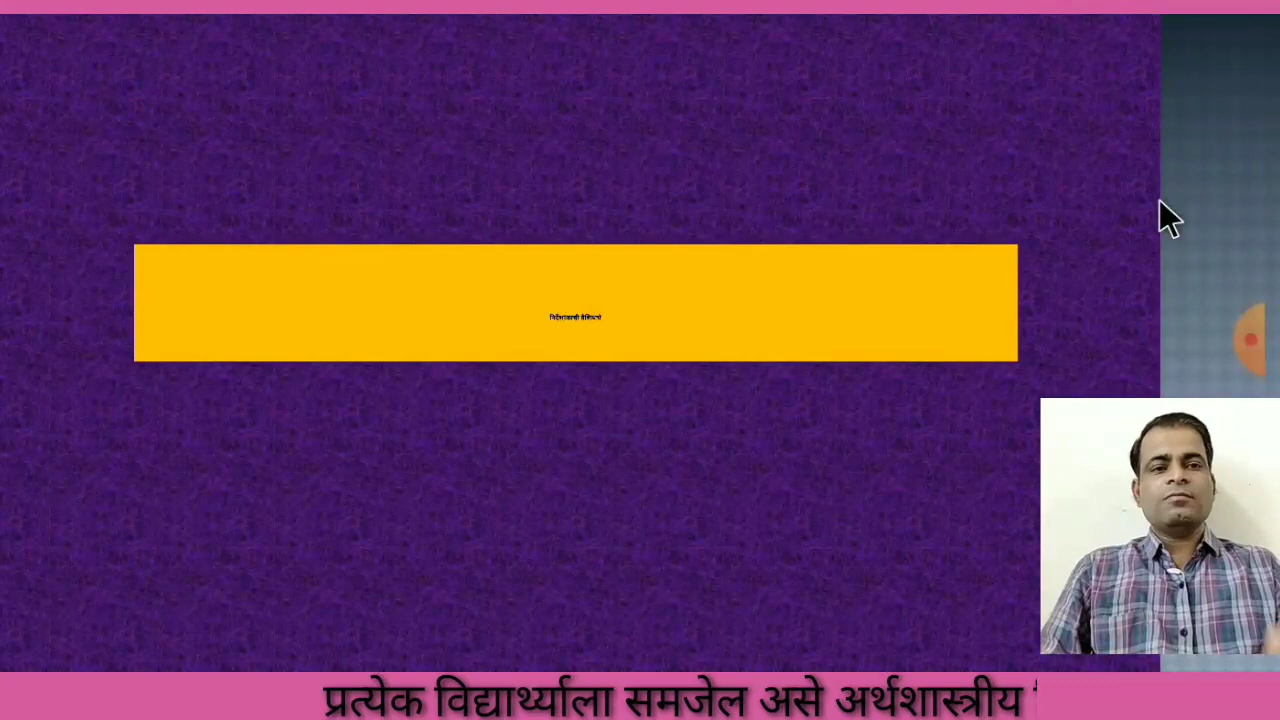 निर्देशांकाची वैशिष्ट्ये
प्रत्येक विद्यार्थ्याला समजेल असे अर्थशास्त्रीय